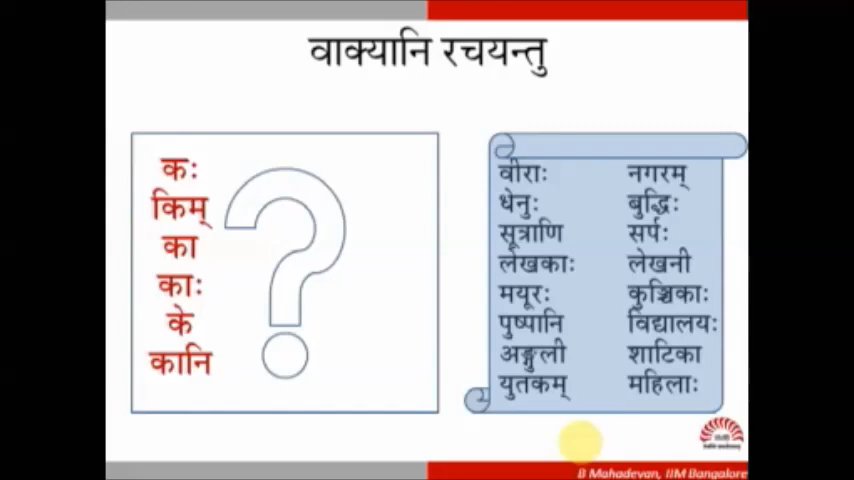 वाक्यानि रचयन्तु
कः
किम्
का
काः
के
कानि
वीराः नगरम्
धेनुः बुद्धिः
सूत्राणि सर्पः
लेखकाः लेखनी
मयूरः कुञ्चिकाः
पुष्पानि विद्यालयः
अङ्गुली शाटिका
युतकम् महिलाः
B Mahadevan, IIM Bangalore